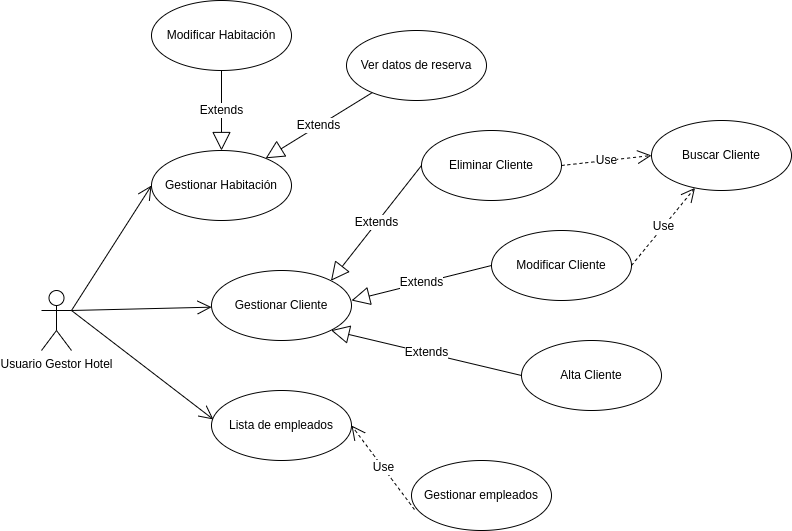 Modificar Habitación
Ver datos de reserva
Extends
Extends
Eliminar Cliente
Use
Buscar Cliente
Gestionar Habitación
Extends
Use
Modificar Cliente
Extends
Gestionar Cliente
Usuario Gestor Hotel
Extends
Alta Cliente
Lista de empleados
Use
Gestionar empleados